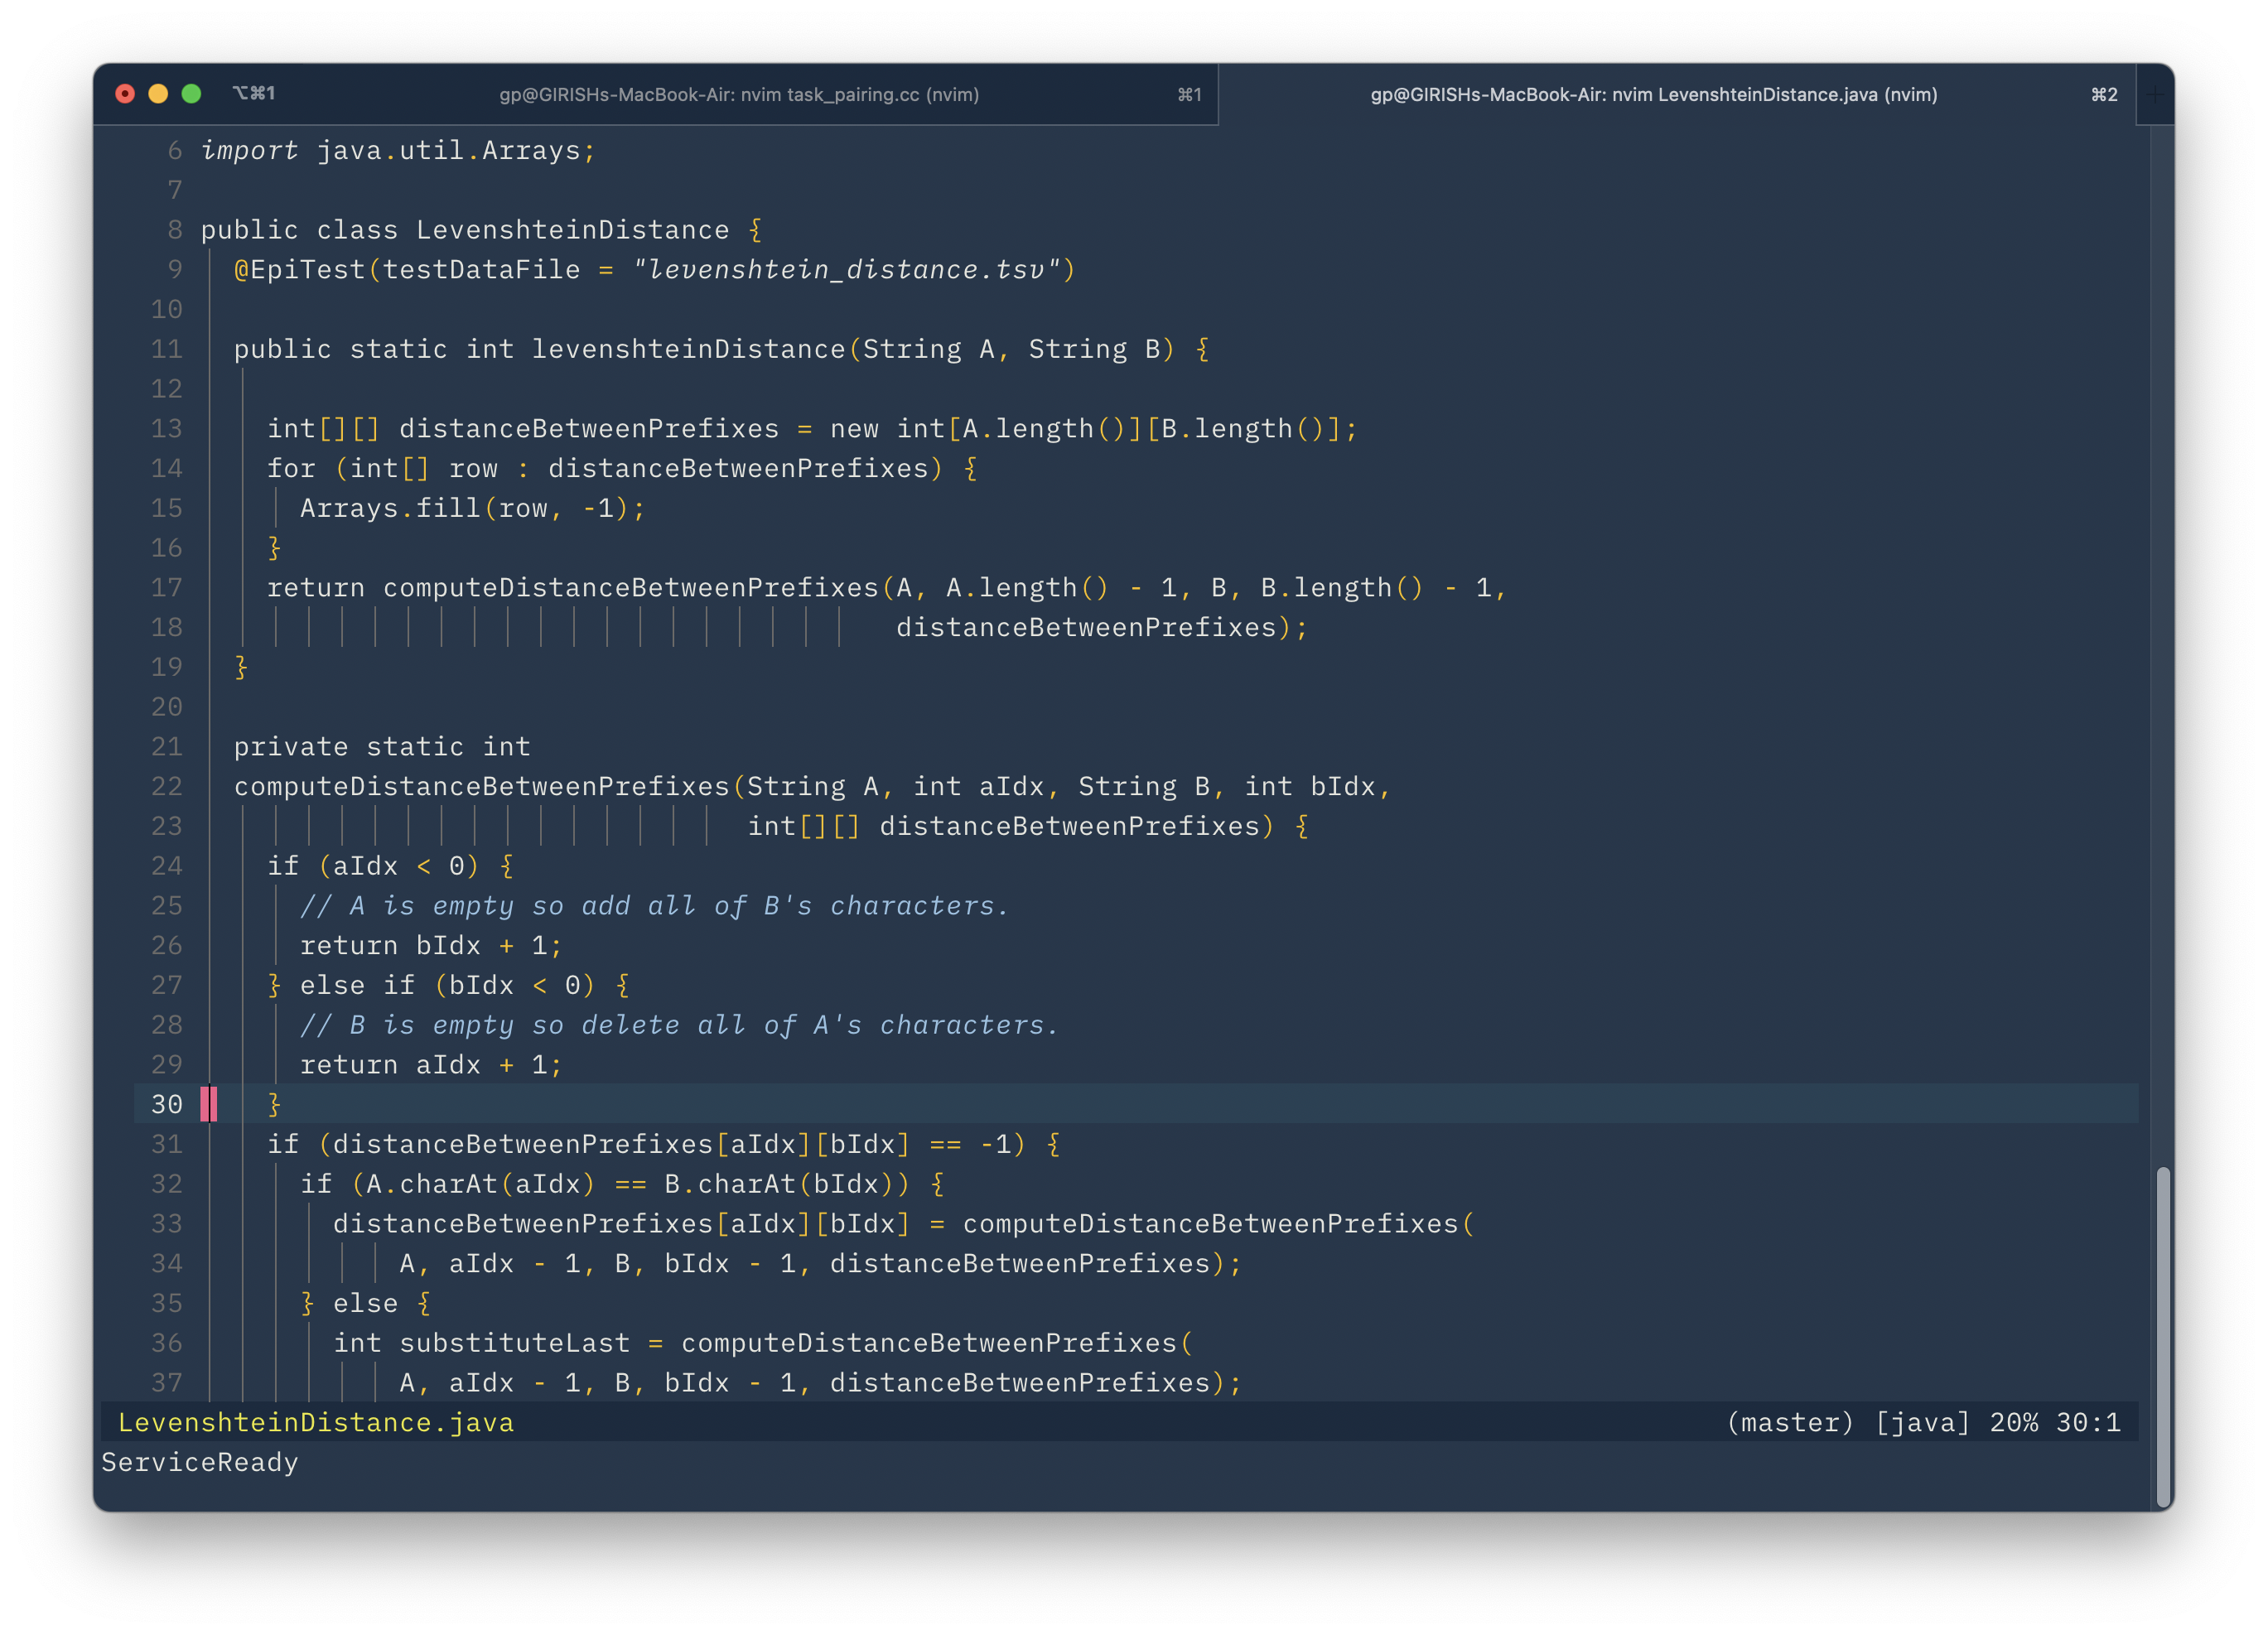 ⌥⌘1 gp@GIRISHs-MacBook-Air: nvim task_pairing.cc (nvim) ⌘1 gp@GIRISHs-MacBook-Air: nvim LevenshteinDistance.java (nvim) ⌘2 +
6 import java.util.Arrays;
7
8 public class LevenshteinDistance {
9   @EpiTest(testDataFile = "levenshtein_distance.tsv")
10
11   public static int levenshteinDistance(String A, String B) {
12
13     int[][] distanceBetweenPrefixes = new int[A.length()][B.length()];
14     for (int[] row : distanceBetweenPrefixes) {
15       Arrays.fill(row, -1);
16     }
17     return computeDistanceBetweenPrefixes(A, A.length() - 1, B, B.length() - 1,
18                                           distanceBetweenPrefixes);
19   }
20
21   private static int
22   computeDistanceBetweenPrefixes(String A, int aIdx, String B, int bIdx,
23                                  int[][] distanceBetweenPrefixes) {
24     if (aIdx < 0) {
25       // A is empty so add all of B's characters.
26       return bIdx + 1;
27     } else if (bIdx < 0) {
28       // B is empty so delete all of A's characters.
29       return aIdx + 1;
30     }
31     if (distanceBetweenPrefixes[aIdx][bIdx] == -1) {
32       if (A.charAt(aIdx) == B.charAt(bIdx)) {
33         distanceBetweenPrefixes[aIdx][bIdx] = computeDistanceBetweenPrefixes(
34             A, aIdx - 1, B, bIdx - 1, distanceBetweenPrefixes);
35       } else {
36         int substituteLast = computeDistanceBetweenPrefixes(
37             A, aIdx - 1, B, bIdx - 1, distanceBetweenPrefixes);
LevenshteinDistance.java (master) [java] 20% 30:1
ServiceReady